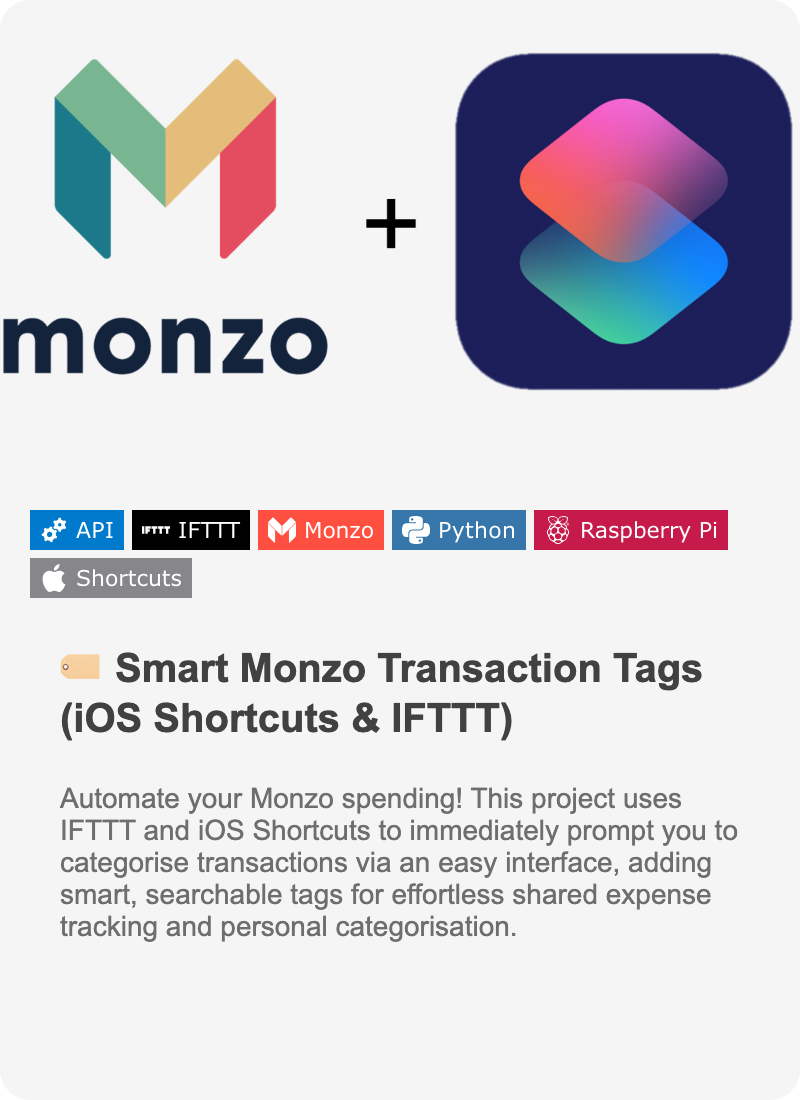 monzo
+
API IFTTT IFTTT Monzo Python Raspberry Pi
Shortcuts
Smart Monzo Transaction Tags
(iOS Shortcuts & IFTTT)
Automate your Monzo spending! This project uses
IFTTT and iOS Shortcuts to immediately prompt you to
categorise transactions via an easy interface, adding
smart, searchable tags for effortless shared expense
tracking and personal categorisation.